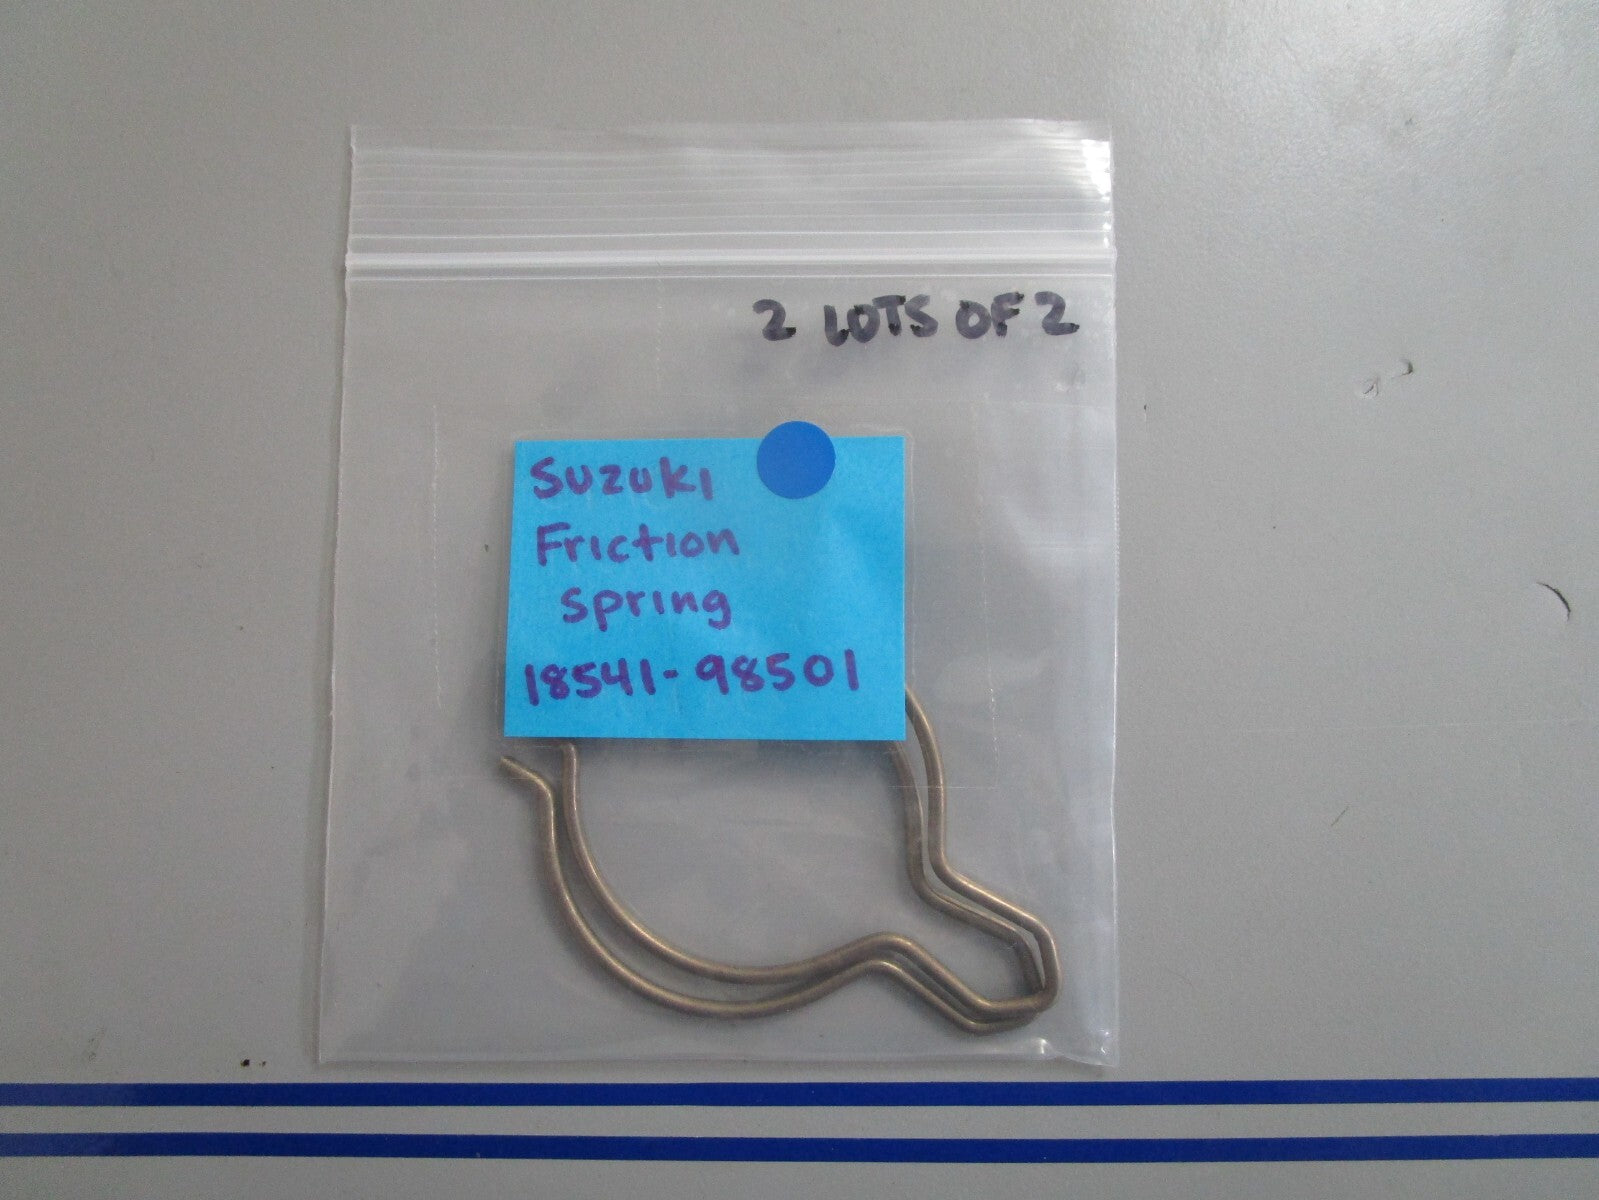 2 LOTS OF 2
Suzuki
Friction
spring
18541-98501